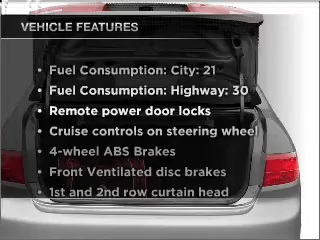 VEHICLE FEATURES
• Fuel Consumption: City: 21
• Fuel Consumption: Highway: 30
• Remote power door locks
• Cruise controls on steering wheel
• 4-wheel ABS Brakes
• Front Ventilated disc brakes
• 1st and 2nd row curtain head